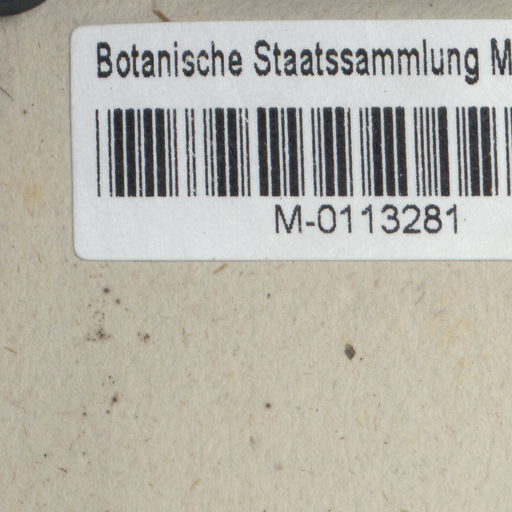 Botanische Staatssammlung M
M-0113281